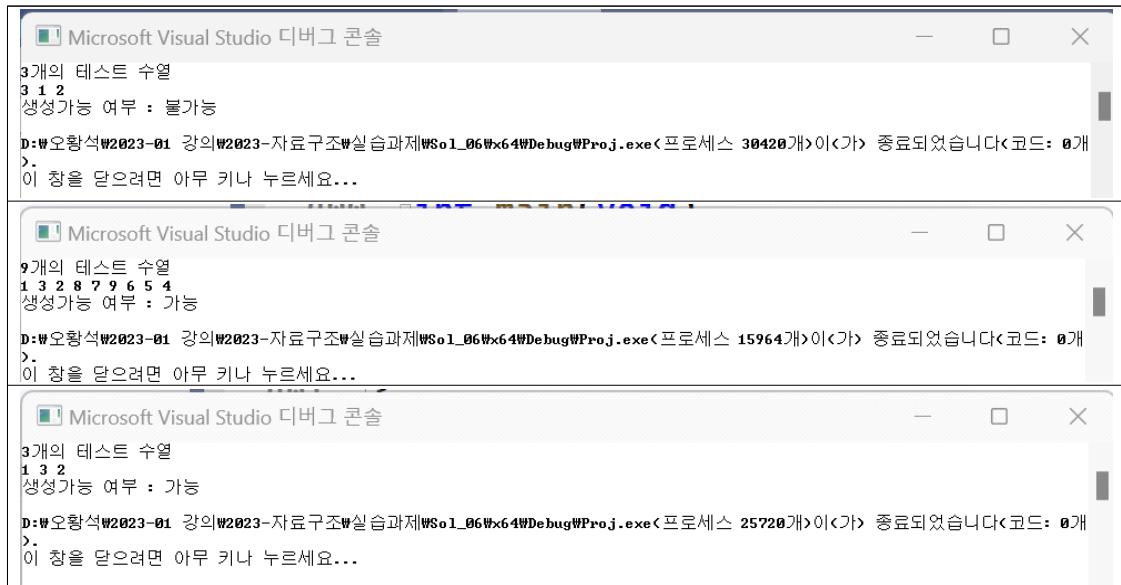 Microsoft Visual Studio 디버그 콘솔
3개의 테스트 수열
3 1 2
생성가능 여부 : 불가능
D:₩오황석₩2023-01 강의₩2023-자료구조₩실습과제₩Sol_06₩x64₩Debug₩Proj.exe(프로세스 30420개)이(가) 종료되었습니다(코드: 0개
).
이 창을 닫으려면 아무 키나 누르세요...
Microsoft Visual Studio 디버그 콘솔
9개의 테스트 수열
1 3 2 8 7 9 6 5 4
생성가능 여부 : 가능
D:₩오황석₩2023-01 강의₩2023-자료구조₩실습과제₩Sol_06₩x64₩Debug₩Proj.exe(프로세스 15964개)이(가) 종료되었습니다(코드: 0개
).
이 창을 닫으려면 아무 키나 누르세요...
Microsoft Visual Studio 디버그 콘솔
3개의 테스트 수열
1 3 2
생성가능 여부 : 가능
D:₩오황석₩2023-01 강의₩2023-자료구조₩실습과제₩Sol_06₩x64₩Debug₩Proj.exe(프로세스 25720개)이(가) 종료되었습니다(코드: 0개
).
이 창을 닫으려면 아무 키나 누르세요...